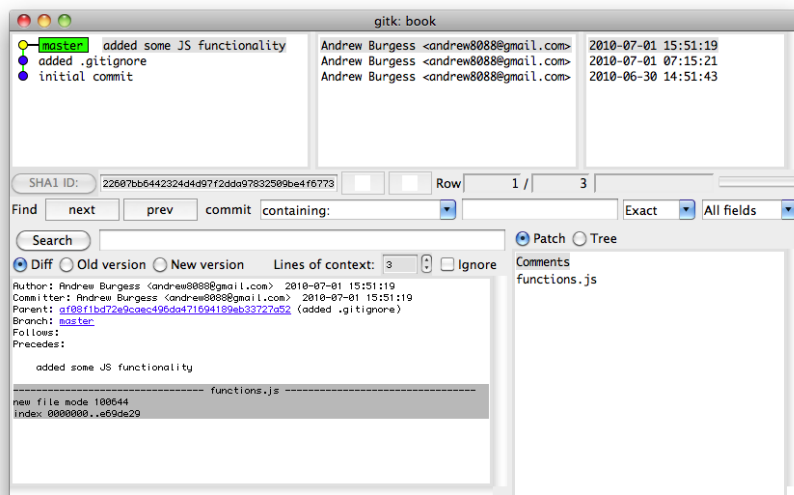 gitk: book
master added some JS functionality Andrew Burgess <andrew8088@gmail.com> 2010-07-01 15:51:19
added .gitignore Andrew Burgess <andrew8088@gmail.com> 2010-07-01 07:15:21
initial commit Andrew Burgess <andrew8088@gmail.com> 2010-06-30 14:51:43
SHA1 ID: 22607bb6442324d4d97f2dda97832509be4f6773 Row 1 / 3
Find next prev commit containing: Exact All fields
Search
Diff Old version New version Lines of context: 3 Ignore
Author: Andrew Burgess <andrew8088@gmail.com> 2010-07-01 15:51:19
Committer: Andrew Burgess <andrew8088@gmail.com> 2010-07-01 15:51:19
Parent: af08f1bd72e9caec496da471694189eb33727a52 (added .gitignore)
Branch: master
Follows:
Precedes:
added some JS functionality
-------------------------------- functions.js --------------------------------
new file mode 100644
index 0000000..e69de29
Patch Tree
Comments
functions.js